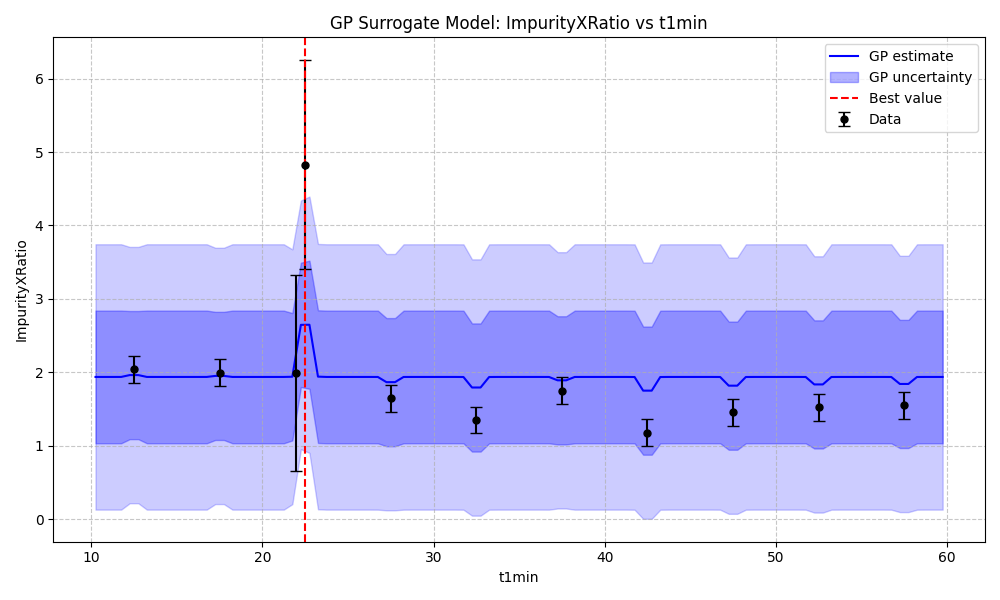 GP Surrogate Model: ImpurityXRatio vs t1min
GP estimate
GP uncertainty
Best value
Data
ImpurityXRatio
6
5
4
3
2
1
0
10
20
30
40
50
60
t1min